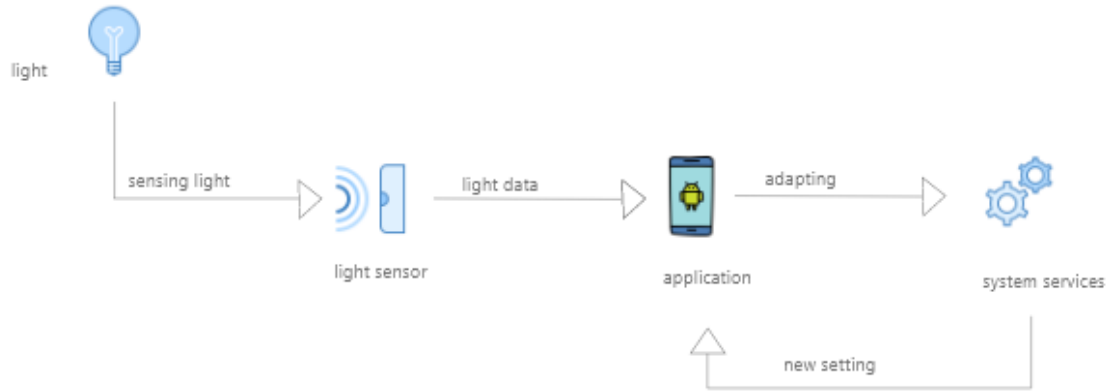 light
sensing light
light data
adapting
light sensor
application
system services
new setting